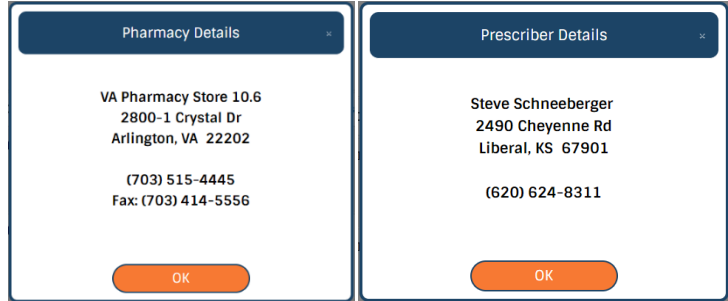 Pharmacy Details ×
VA Pharmacy Store 10.6
2800-1 Crystal Dr
Arlington, VA 22202
(703) 515-4445
Fax: (703) 414-5556
OK
Prescriber Details ×
Steve Schneeberger
2490 Cheyenne Rd
Liberal, KS 67901
(620) 624-8311
OK